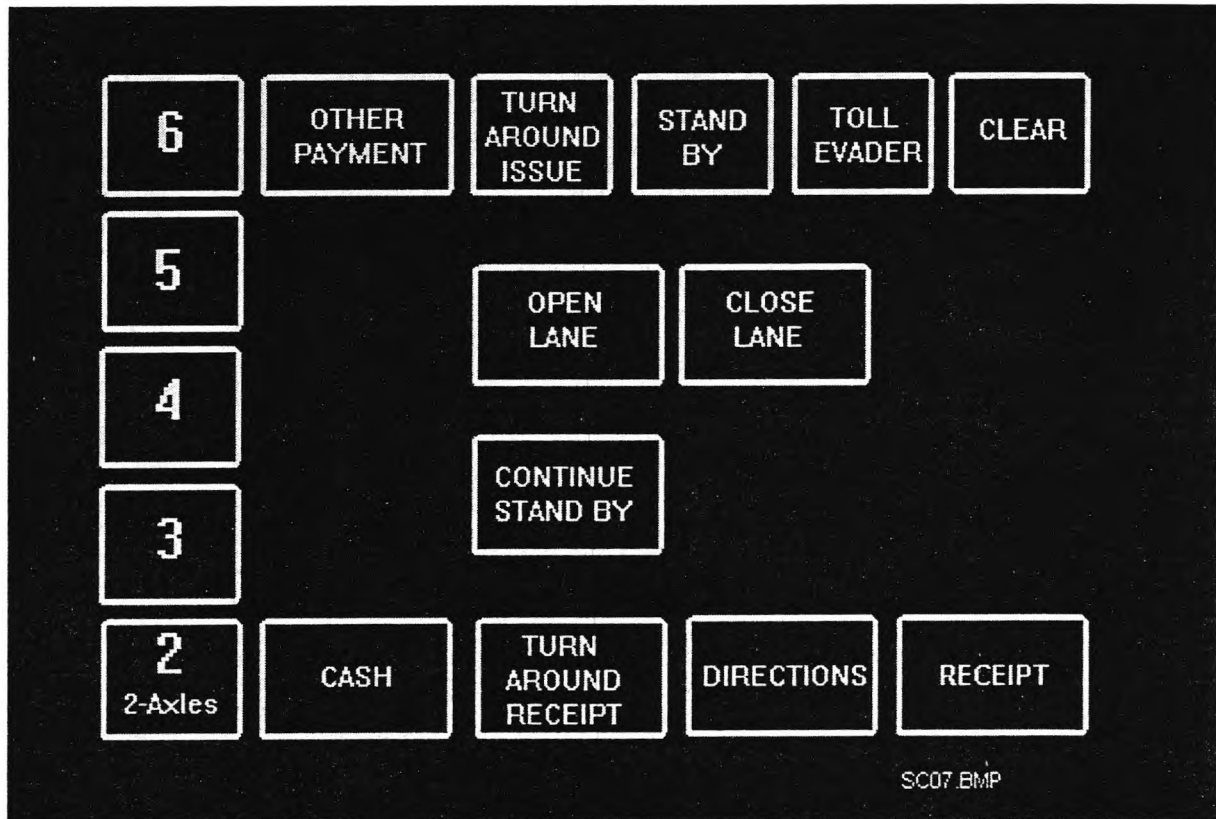 6
OTHER
PAYMENT
TURN
AROUND
ISSUE
STAND
BY
TOLL
EVADER
CLEAR
5
OPEN
LANE
CLOSE
LANE
4
CONTINUE
STAND BY
3
2
2-Axles
CASH
TURN
AROUND
RECEIPT
DIRECTIONS
RECEIPT
SC07.BMP